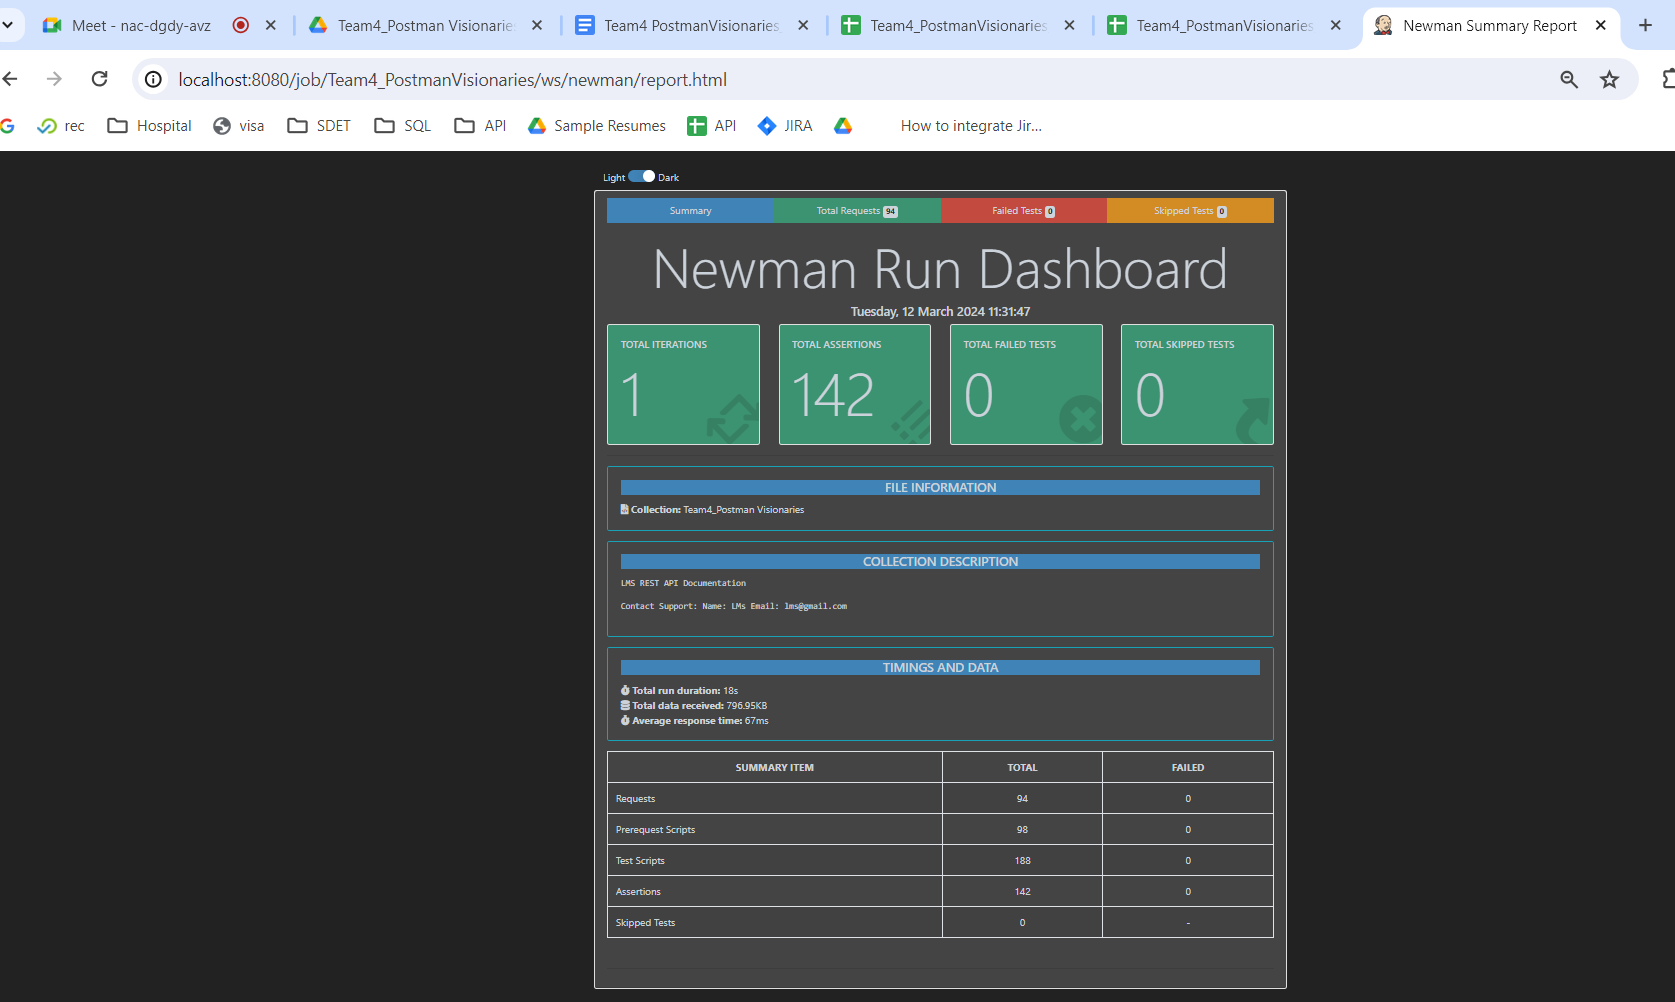 Meet - nac-dgdy-avz
Team4_Postman Visionarie
Team4 PostmanVisionaries
Team4_PostmanVisionaries
Team4_PostmanVisionaries
Newman Summary Report
localhost:8080/job/Team4_PostmanVisionaries/ws/newman/report.html
rec Hospital visa SDET SQL API Sample Resumes API JIRA How to integrate Jir...
Light Dark
Summary Total Requests 94 Failed Tests 0 Skipped Tests 0
Newman Run Dashboard
Tuesday, 12 March 2024 11:31:47
TOTAL ITERATIONS TOTAL ASSERTIONS TOTAL FAILED TESTS TOTAL SKIPPED TESTS
1 142 0 0
FILE INFORMATION
Collection: Team4_Postman Visionaries
COLLECTION DESCRIPTION
LMS REST API Documentation
Contact Support: Name: LMs Email: lms@gmail.com
TIMINGS AND DATA
Total run duration: 18s
Total data received: 796.95KB
Average response time: 67ms
SUMMARY ITEM TOTAL FAILED
Requests 94 0
Prerequest Scripts 98 0
Test Scripts 188 0
Assertions 142 0
Skipped Tests 0 -